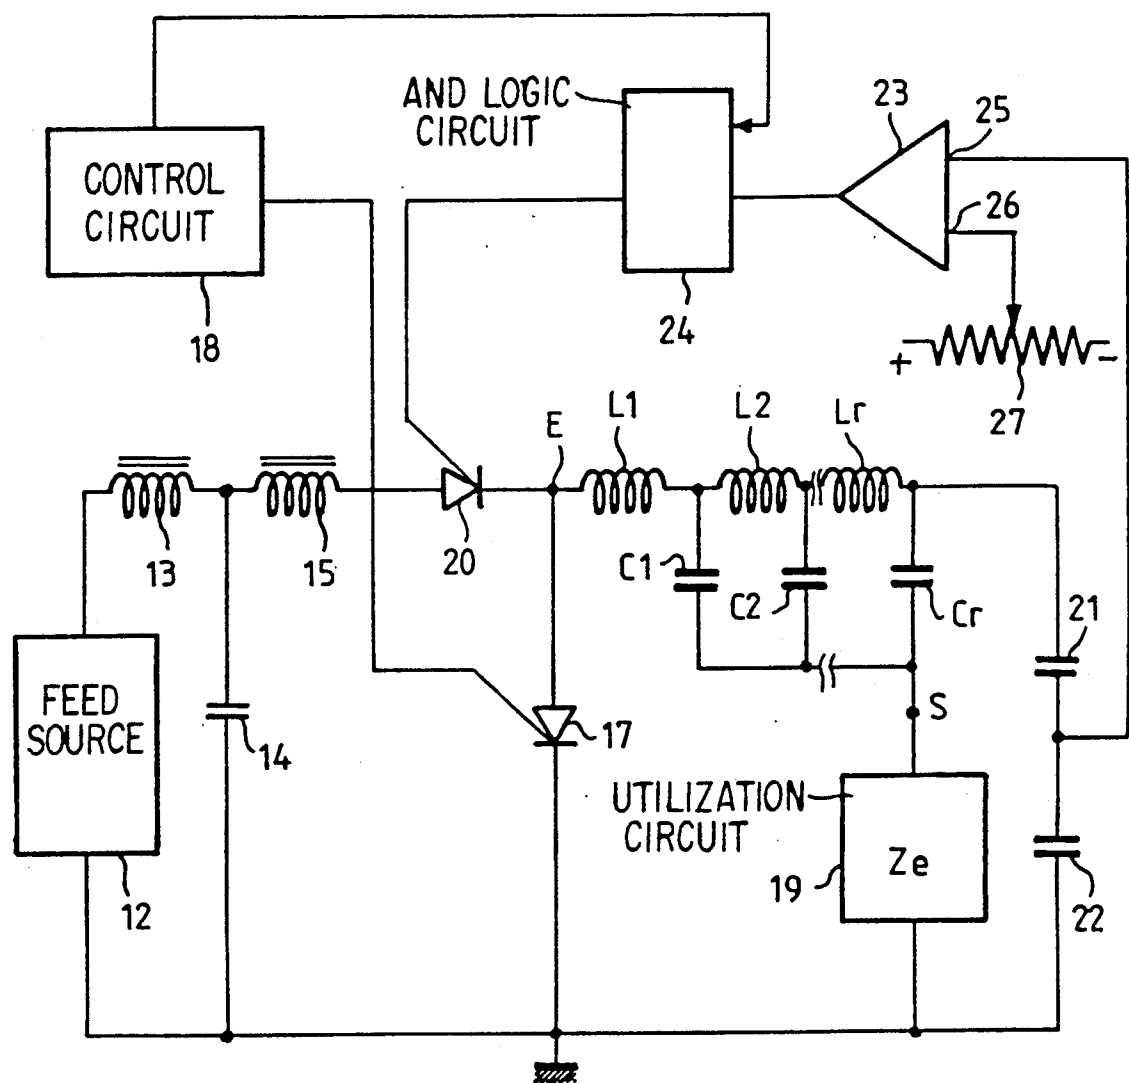 AND LOGIC
CIRCUIT
23
25
CONTROL
CIRCUIT
26
18
24
+
-
27
E
L1
L2
Lr
13
15
20
C1
C2
Cr
21
FEED
SOURCE
14
17
S
UTILIZATION
CIRCUIT
Ze
19
12
22